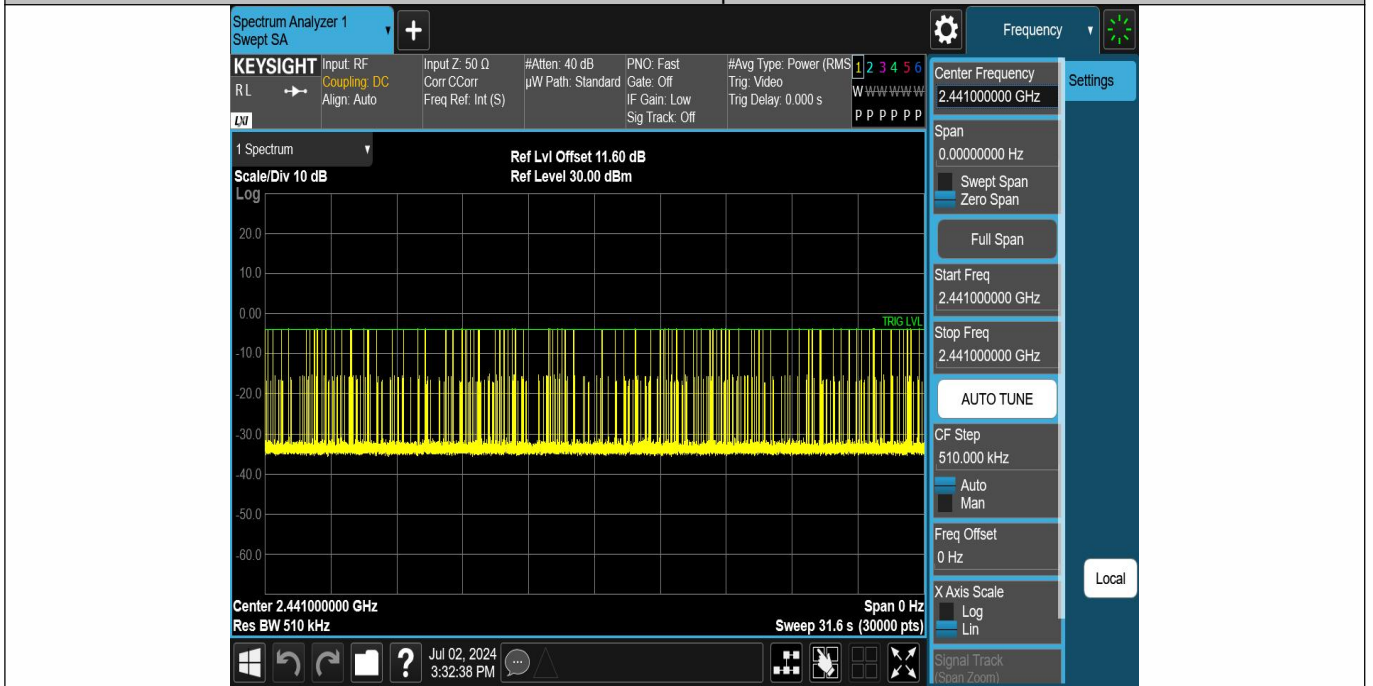 Spectrum Analyzer 1
Swept SA
+
Frequency
KEYSIGHT
RL
LXI
Input: RF
Coupling: DC
Align: Auto
Input Z: 50 Ω
Corr CCorr
Freq Ref: Int (S)
#Atten: 40 dB
µW Path: Standard
PNO: Fast
Gate: Off
IF Gain: Low
Sig Track: Off
#Avg Type: Power (RMS
Trig: Video
Trig Delay: 0.000 s
1 2 3 4 5 6
W W W W W W
P P P P P P
Center Frequency
2.441000000 GHz
Settings
1 Spectrum
Scale/Div 10 dB
Ref Lvl Offset 11.60 dB
Ref Level 30.00 dBm
Log
20.0
10.0
0.00
-10.0
-20.0
-30.0
-40.0
-50.0
-60.0
TRIG LVL
Center 2.441000000 GHz
Res BW 510 kHz
Span 0 Hz
Sweep 31.6 s (30000 pts)
Span
0.00000000 Hz
Swept Span
Zero Span
Full Span
Start Freq
2.441000000 GHz
Stop Freq
2.441000000 GHz
AUTO TUNE
CF Step
510.000 kHz
Auto
Man
Freq Offset
0 Hz
X Axis Scale
Log
Lin
Signal Track
(Span Zoom)
Local
?
Jul 02, 2024
3:32:38 PM